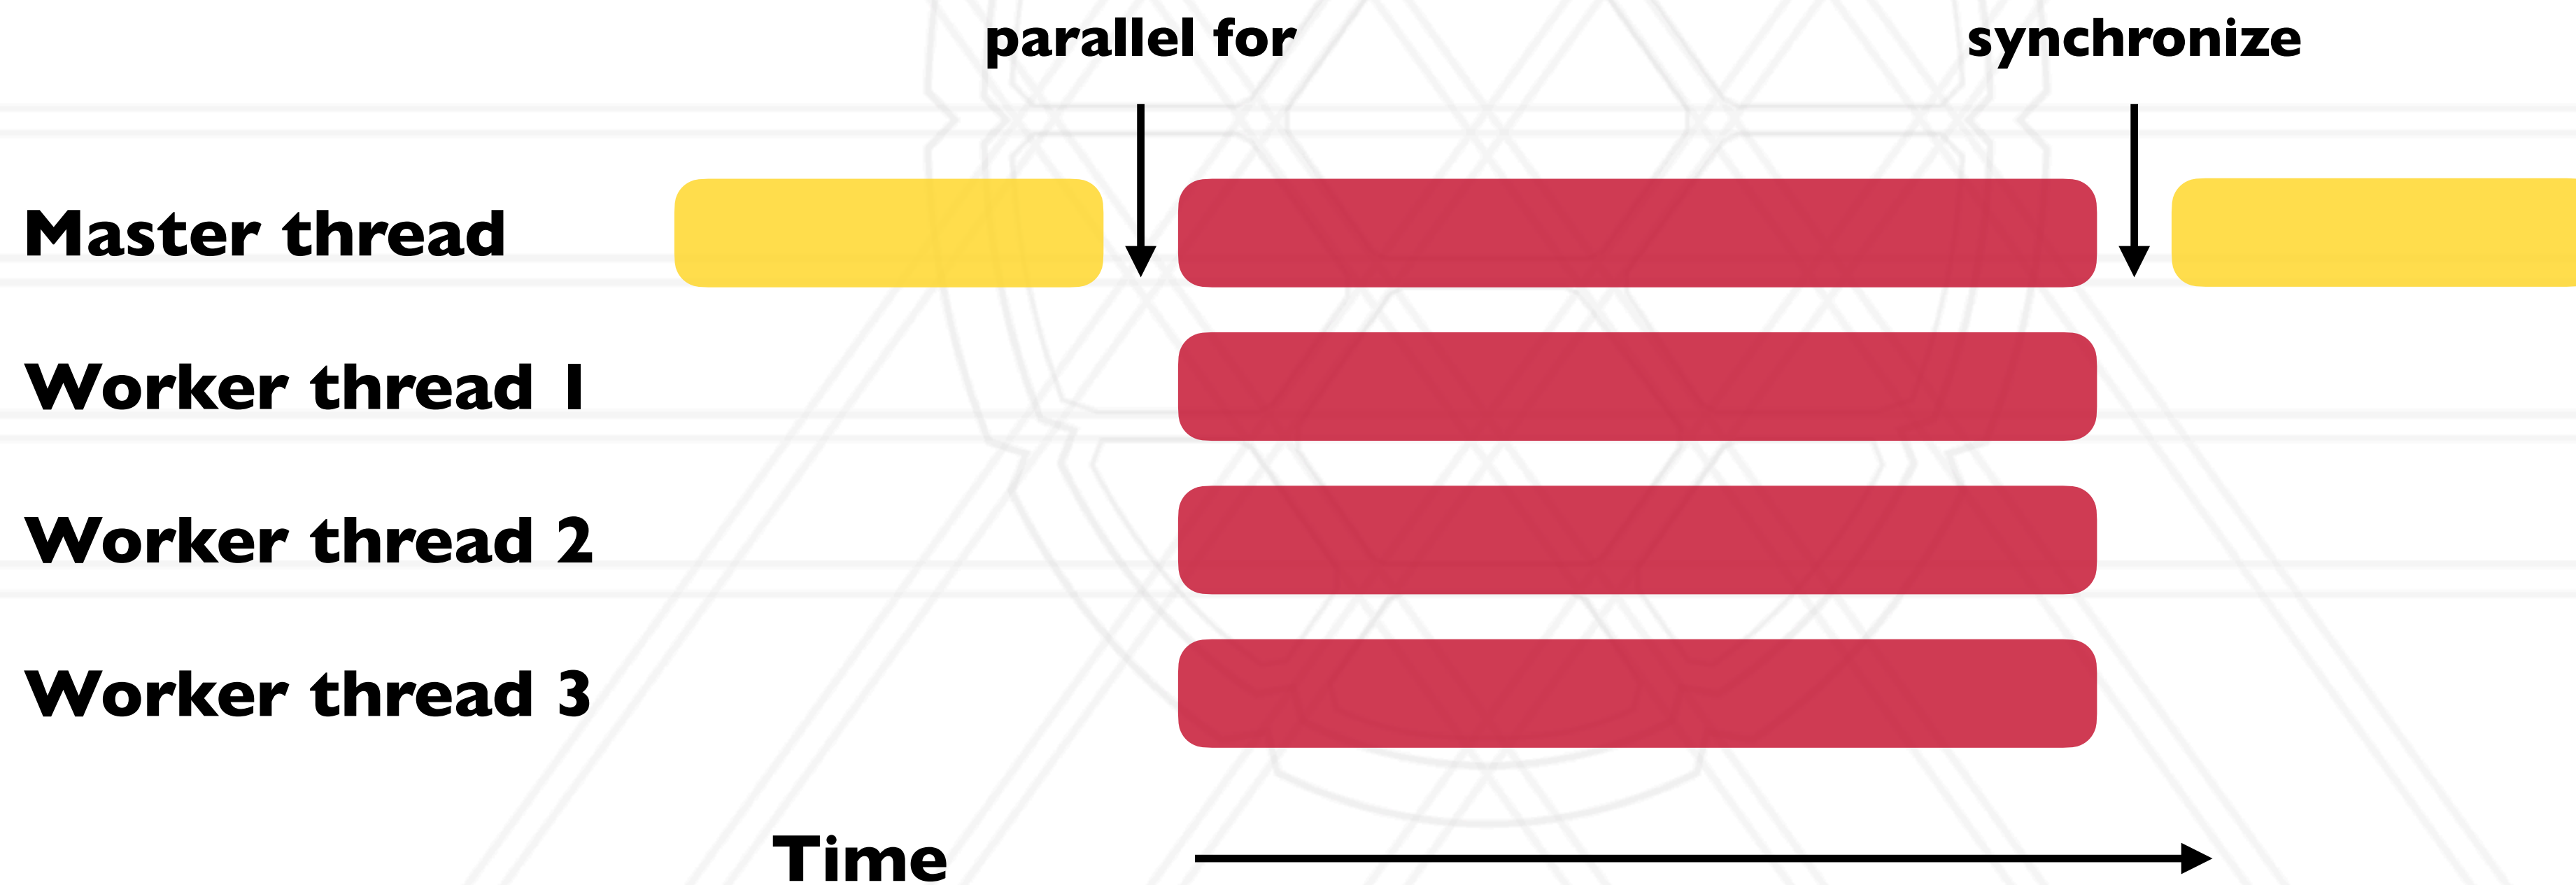 parallel for
synchronize
Master thread
Worker thread 1
Worker thread 2
Worker thread 3
Time